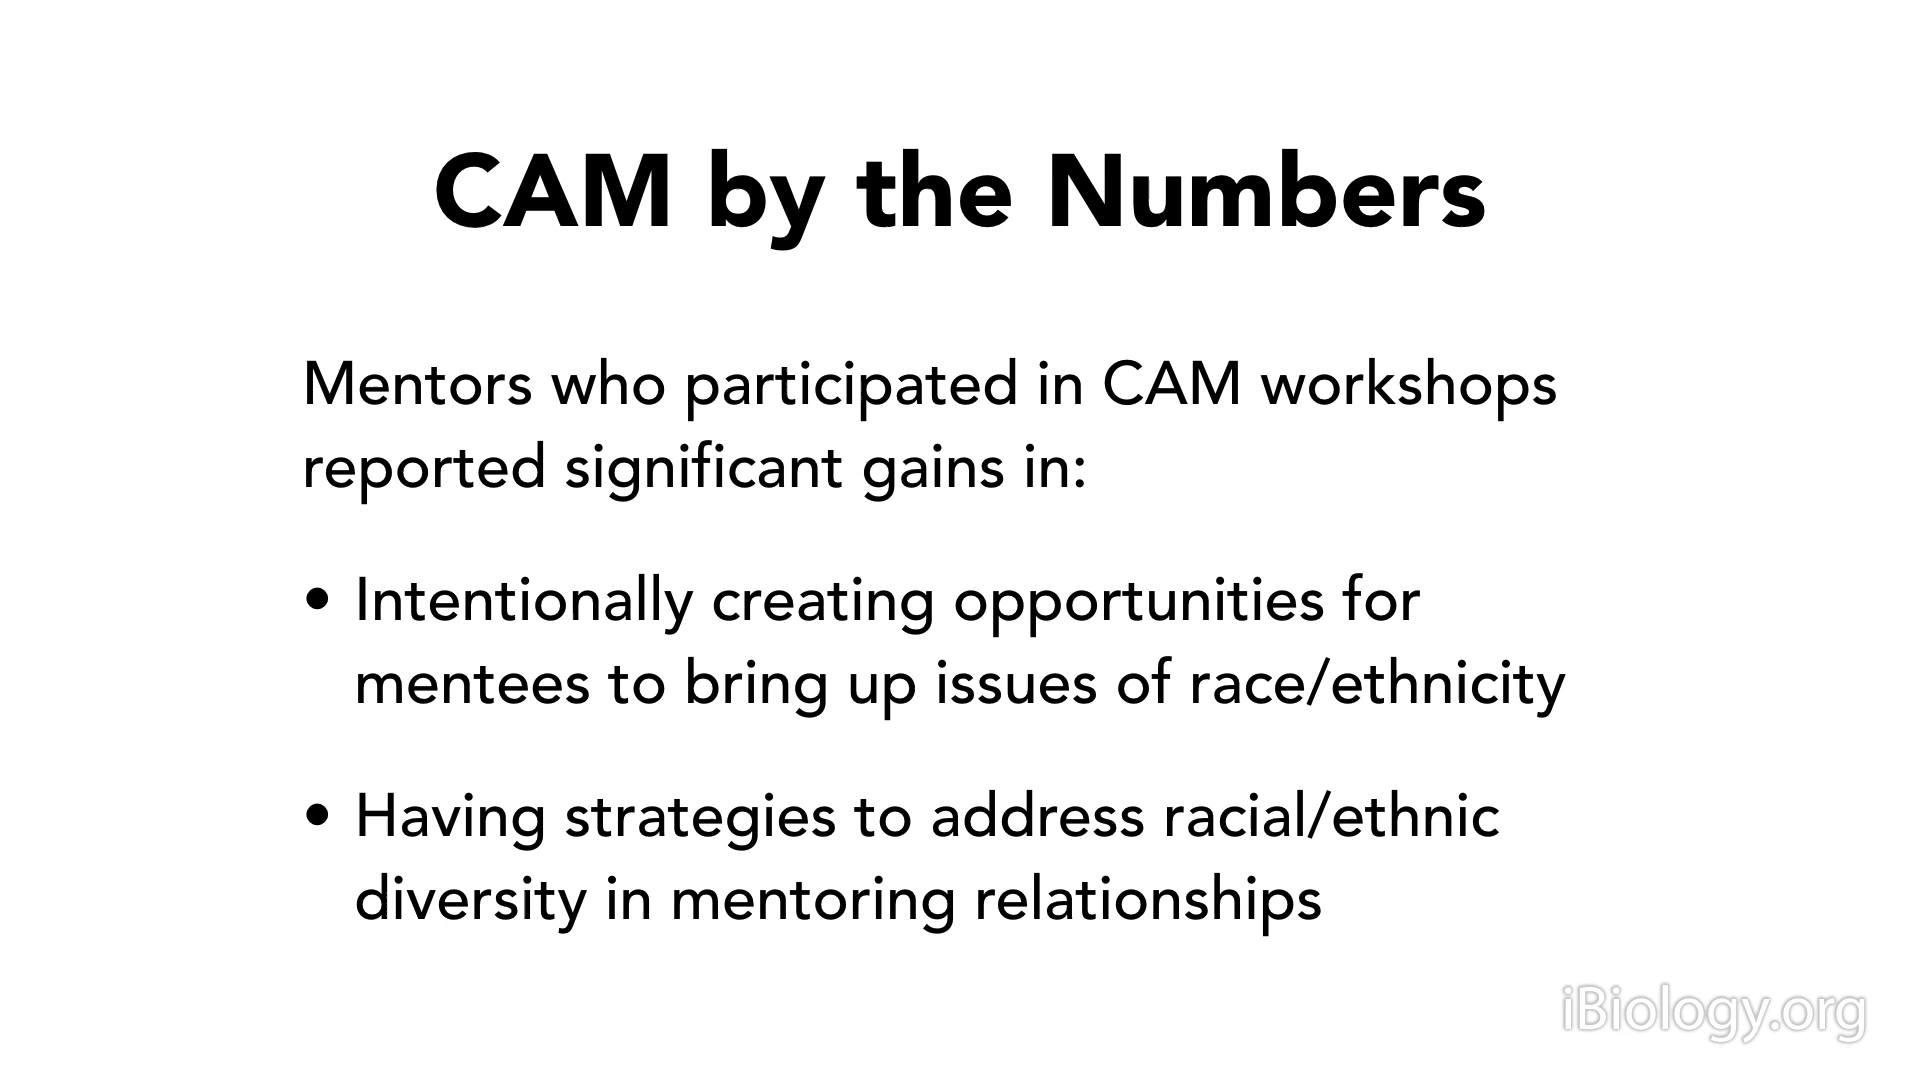 CAM by the Numbers
Mentors who participated in CAM workshops
reported significant gains in:
• Intentionally creating opportunities for
mentees to bring up issues of race/ethnicity
• Having strategies to address racial/ethnic
diversity in mentoring relationships
iBiology.org